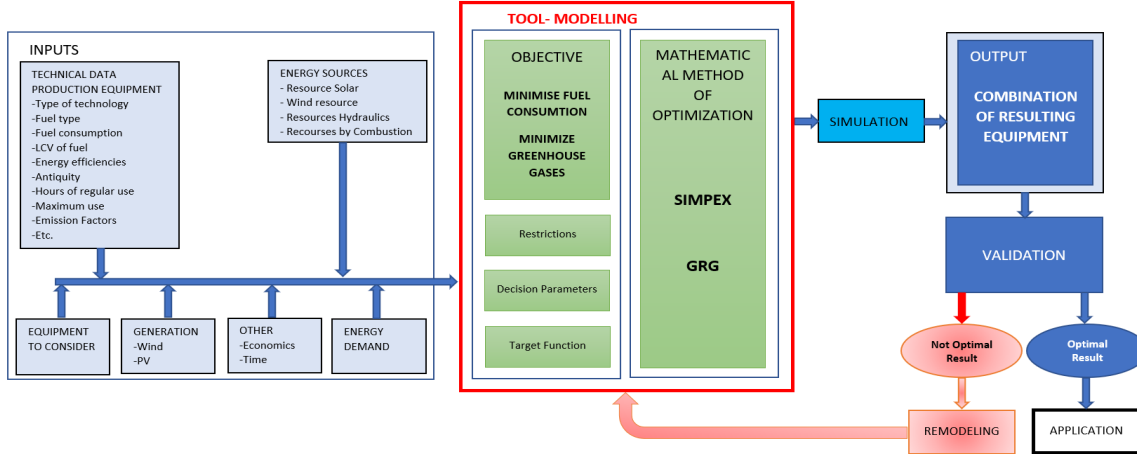 INPUTS
TECHNICAL DATA
PRODUCTION EQUIPMENT
-Type of technology
-Fuel type
-Fuel consumption
-LCV of fuel
-Energy efficiencies
-Antiquity
-Hours of regular use
-Maximum use
-Emission Factors
-Etc.
ENERGY SOURCES
- Resource Solar
- Wind resource
- Resources Hydraulics
- Recourses by Combustion
EQUIPMENT
TO CONSIDER
GENERATION
-Wind
-PV
OTHER
-Economics
-Time
ENERGY
DEMAND
TOOL- MODELLING
OBJECTIVE
MINIMISE FUEL
CONSUMTION
MINIMIZE
GREENHOUSE
GASES
Restrictions
Decision Parameters
Target Function
MATHEMATIC
AL METHOD
OF
OPTIMIZATION
SIMPEX
GRG
SIMULATION
OUTPUT
COMBINATION
OF RESULTING
EQUIPMENT
VALIDATION
Not Optimal
Result
Optimal
Result
REMODELING
APPLICATION